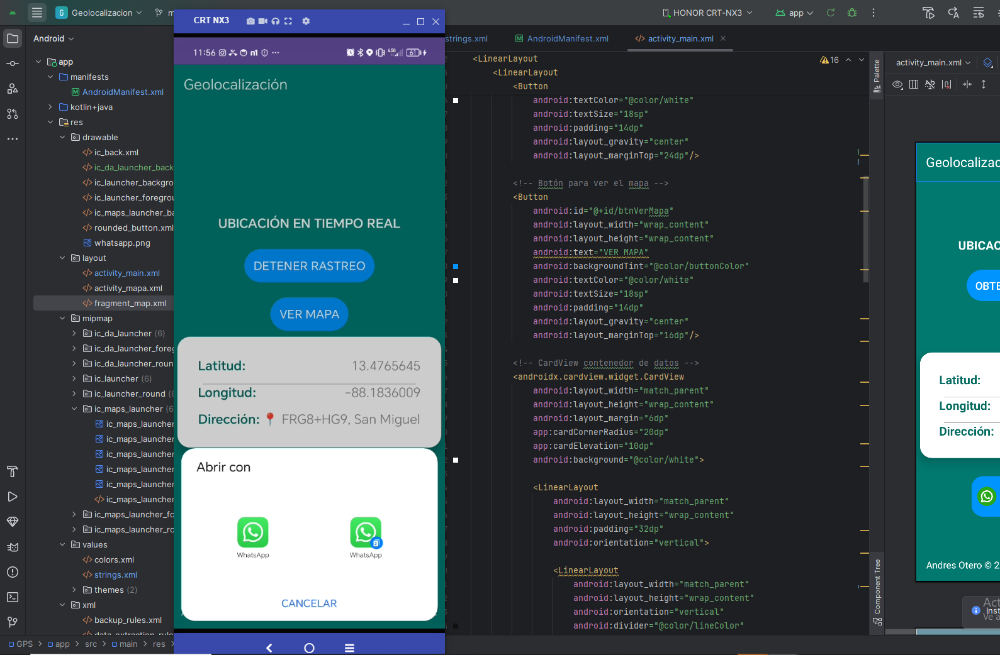 G Geolocalizacion
HONOR CRT-NX3
app
Android
app
manifests
AndroidManifest.xml
kotlin+java
res
drawable
ic_back.xml
ic_da_launcher_back
ic_launcher_backgro
ic_launcher_foregrou
ic_maps_launcher_ba
rounded_button.xml
whatsapp.png
layout
activity_main.xml
activity_mapa.xml
fragment_map.xml
mipmap
ic_da_launcher (6)
ic_da_launcher_foreg
ic_da_launcher_roun
ic_launcher (6)
ic_launcher_round (6
ic_maps_launcher (6
ic_maps_launcher
ic_maps_launcher
ic_maps_launcher
ic_maps_launcher
ic_maps_launcher
ic_maps_launcher
ic_maps_launcher_fo
ic_maps_launcher_ro
values
colors.xml
strings.xml
themes (2)
xml
backup_rules.xml
GPS > app > src > main > res >
CRT NX3
11:56 n1 ··· 4.5G 61
Geolocalización
UBICACIÓN EN TIEMPO REAL
DETENER RASTREO
VER MAPA
Latitud: 13.4765645
Longitud: -88.1836009
Dirección: 📍 FRG8+HG9, San Miguel
Abrir con
WhatsApp WhatsApp
CANCELAR
strings.xml AndroidManifest.xml activity_main.xml
16
<LinearLayout
<LinearLayout
<Button
android:textColor="@color/white"
android:textSize="18sp"
android:padding="14dp"
android:layout_gravity="center"
android:layout_marginTop="24dp"/>
<!-- Botón para ver el mapa -->
<Button
android:id="@+id/btnVerMapa"
android:layout_width="wrap_content"
android:layout_height="wrap_content"
android:text="VER MAPA"
android:backgroundTint="@color/buttonColor"
android:textColor="@color/white"
android:textSize="18sp"
android:padding="14dp"
android:layout_gravity="center"
android:layout_marginTop="16dp"/>
<!-- CardView contenedor de datos -->
<androidx.cardview.widget.CardView
android:layout_width="match_parent"
android:layout_height="wrap_content"
android:layout_margin="6dp"
app:cardCornerRadius="20dp"
app:cardElevation="10dp"
android:background="@color/white">
<LinearLayout
android:layout_width="match_parent"
android:layout_height="wrap_content"
android:padding="32dp"
android:orientation="vertical">
<LinearLayout
android:layout_width="match_parent"
android:layout_height="wrap_content"
android:orientation="vertical"
android:divider="@color/lineColor"
Palette
Component Tree
activity_main.xml
Geolocalizac
UBICAC
OBTE
Latitud:
Longitud:
Dirección:
Andres Otero © 2
Act
Inst
Ve a